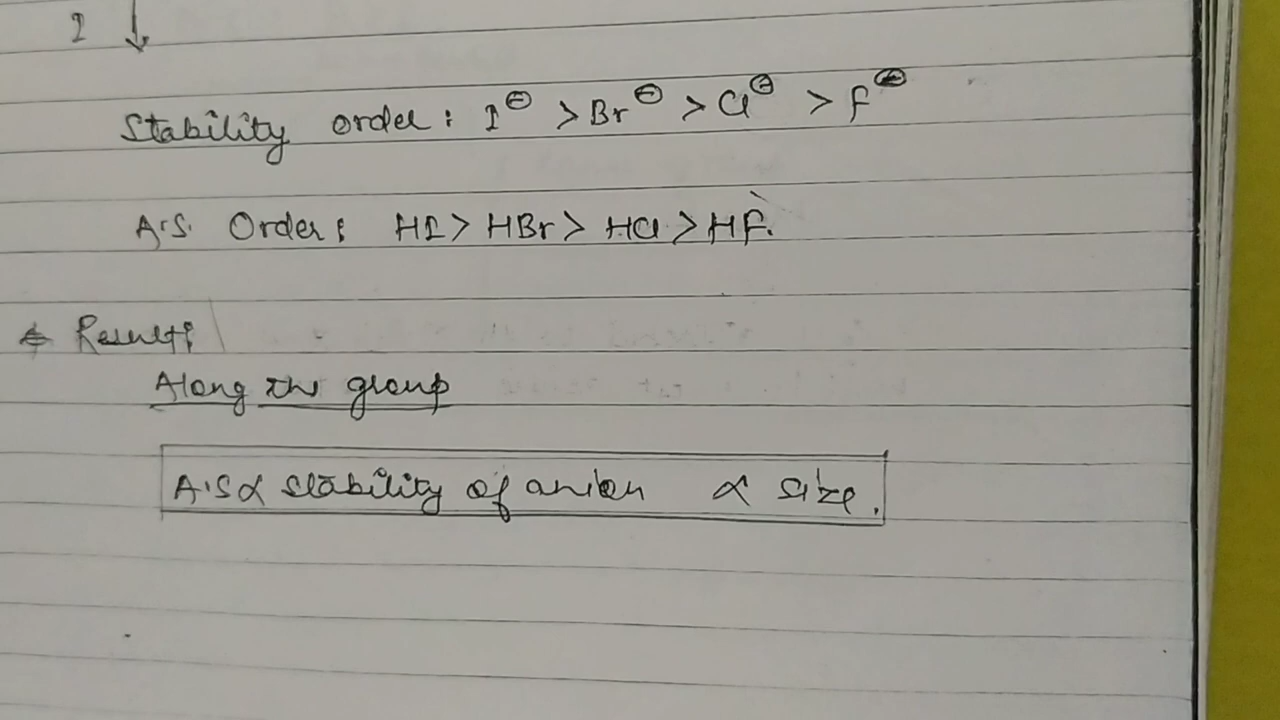 I ↓
Stability order : I⊖ > Br⊖ > Cl⊖ > F⊖
A.S. Order : HI > HBr > HCl > HF.
Result :
Along the group
A.S ∝ stability of anion ∝ size.